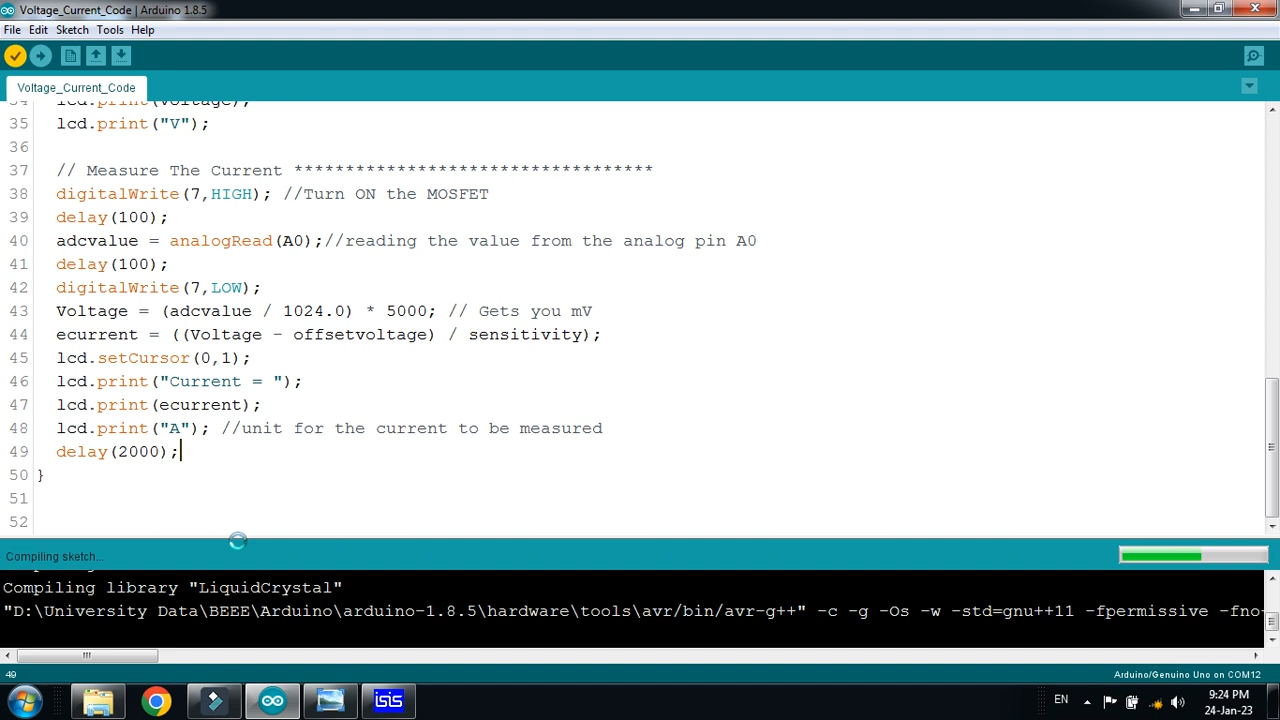 Voltage_Current_Code | Arduino 1.8.5
File Edit Sketch Tools Help
Voltage_Current_Code
34 lcd.print(voltage);
35 lcd.print("V");
36
37 // Measure The Current ***********************************
38 digitalWrite(7,HIGH); //Turn ON the MOSFET
39 delay(100);
40 adcvalue = analogRead(A0);//reading the value from the analog pin A0
41 delay(100);
42 digitalWrite(7,LOW);
43 Voltage = (adcvalue / 1024.0) * 5000; // Gets you mV
44 ecurrent = ((Voltage - offsetvoltage) / sensitivity);
45 lcd.setCursor(0,1);
46 lcd.print("Current = ");
47 lcd.print(ecurrent);
48 lcd.print("A"); //unit for the current to be measured
49 delay(2000);
50 }
51
52
Compiling sketch...
Compiling library "LiquidCrystal"
"D:\University Data\BEEE\Arduino\arduino-1.8.5\hardware\tools\avr/bin/avr-g++" -c -g -Os -w -std=gnu++11 -fpermissive -fno-
49
Arduino/Genuino Uno on COM12
isis
EN
9:24 PM
24-Jan-23